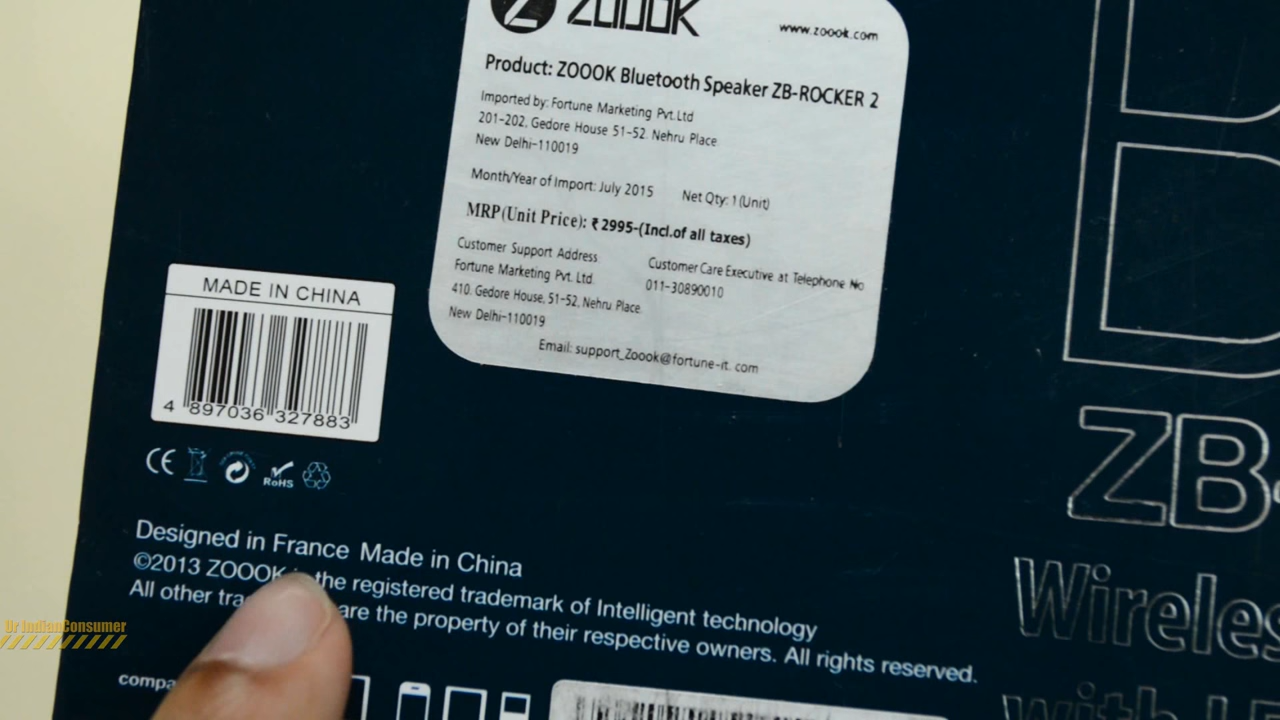 ZOOOK
www.zoook.com
Product: ZOOOK Bluetooth Speaker ZB-ROCKER 2
Imported by: Fortune Marketing Pvt.Ltd
201-202, Gedore House 51-52, Nehru Place
New Delhi-110019
Month/Year of Import: July 2015 Net Qty: 1 (Unit)
MRP(Unit Price): ₹ 2995-(Incl.of all taxes)
Customer Support Address
Fortune Marketing Pvt. Ltd.
410, Gedore House, 51-52, Nehru Place,
New Delhi-110019
Customer Care Executive at Telephone No
011-30890010
Email: support_Zoook@fortune-it. com
MADE IN CHINA
4 897036 327883
CE
RoHS
Designed in France Made in China
©2013 ZOOOK the registered trademark of Intelligent technology
All other are the property of their respective owners. All rights reserved.
ZB-
Wireles
with
Ur IndianConsumer